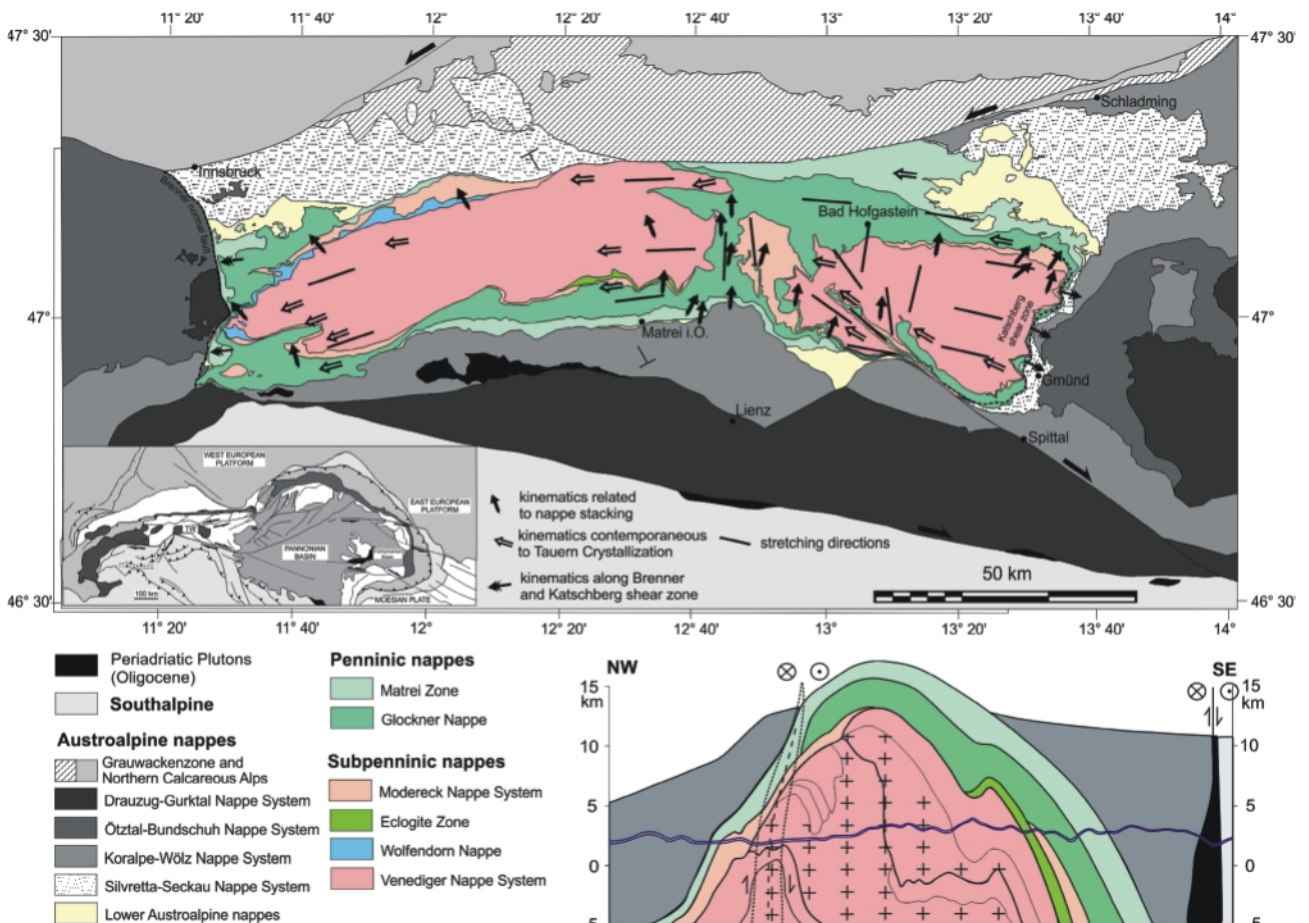 11° 20' 11° 40' 12° 12° 20' 12° 40' 13° 13° 20' 13° 40' 14°
47° 30' 47° 30'
Schladming
Innsbruck
Brenner normal fault
Bad Hofgastein
47° 47°
Katschberg
shear zone
Matrei i.O.
Gmünd
Lienz
Spittal
WEST EUROPEAN
PLATFORM
EAST EUROPEAN
PLATFORM
TW
PANNONIAN
BASIN
MOESIAN PLATE
100 km
kinematics related
to nappe stacking
kinematics contemporaneous
to Tauern Crystallization
stretching directions
kinematics along Brenner
and Katschberg shear zone
50 km
46° 30' 46° 30'
11° 20' 11° 40' 12° 12° 20' 12° 40' 13° 13° 20' 13° 40' 14°
Periadriatic Plutons
(Oligocene)
Southalpine
Austroalpine nappes
Grauwackenzone and
Northern Calcareous Alps
Drauzug-Gurktal Nappe System
Ötztal-Bundschuh Nappe System
Koralpe-Wölz Nappe System
Silvretta-Seckau Nappe System
Lower Austroalpine nappes
Penninic nappes
Matrei Zone
Glockner Nappe
Subpenninic nappes
Modereck Nappe System
Eclogite Zone
Wolfendorn Nappe
Venediger Nappe System
NW SE
15 15
km km
10 10
5 5
0 0
-5 -5